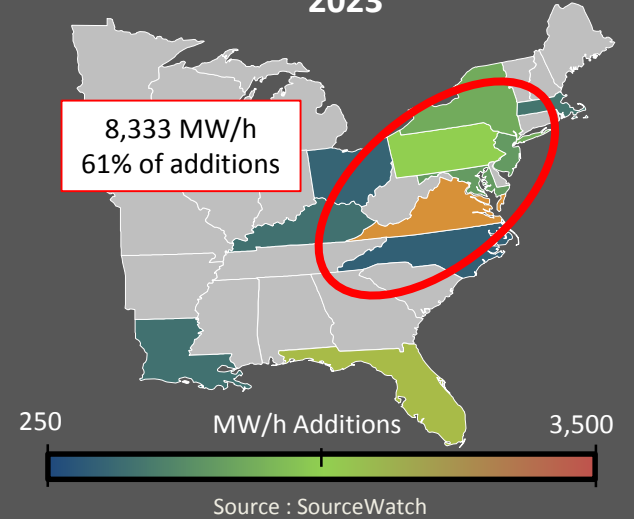 2023
8,333 MW/h
61% of additions
250 MW/h Additions 3,500
Source : SourceWatch